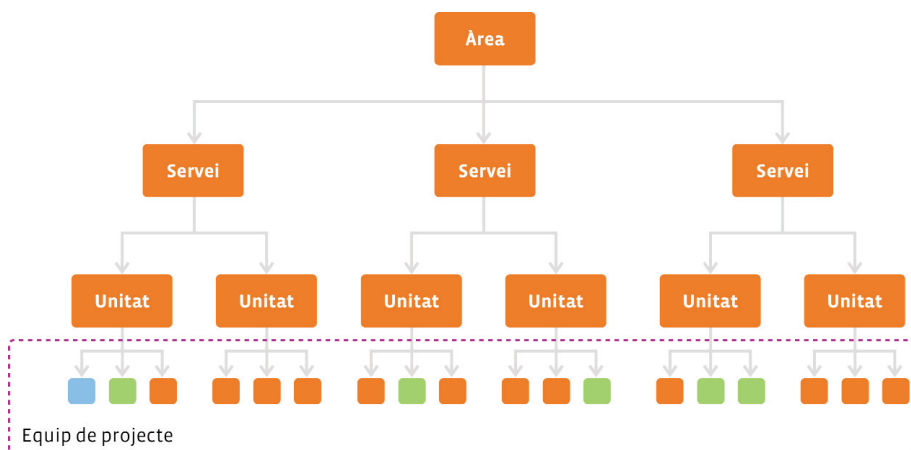 Àrea
Servei
Servei
Servei
Unitat
Unitat
Unitat
Unitat
Unitat
Unitat
Equip de projecte